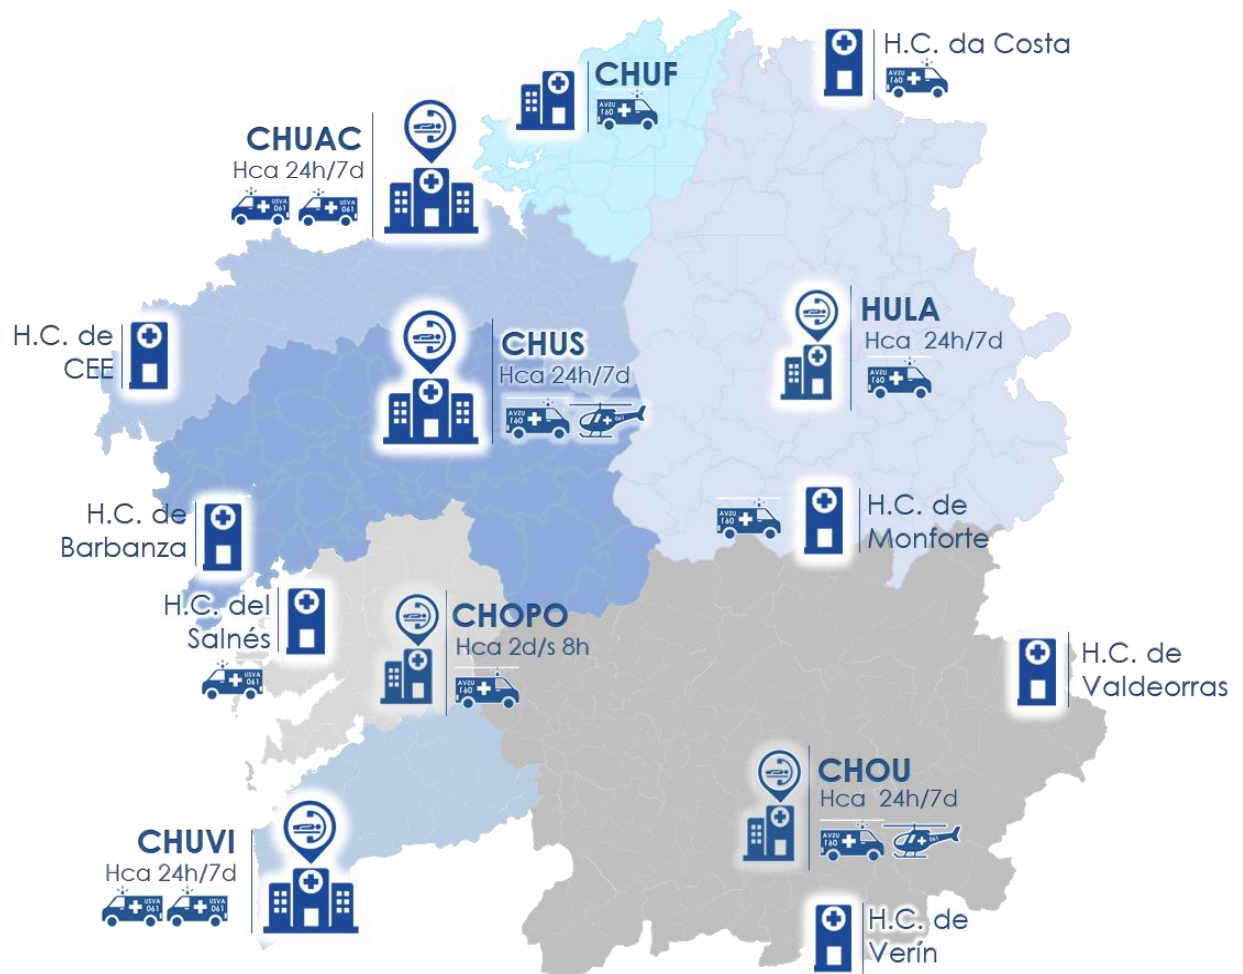 H.C. da Costa
CHUF
CHUAC
Hca 24h/7d
HULA
Hca 24h/7d
H.C. de
CEE
CHUS
Hca 24h/7d
H.C. de
Monforte
H.C. de
Barbanza
H.C. del
Salnés
CHOPO
Hca 2d/s 8h
H.C. de
Valdeorras
CHOU
Hca 24h/7d
CHUVI
Hca 24h/7d
H.C. de
Verín